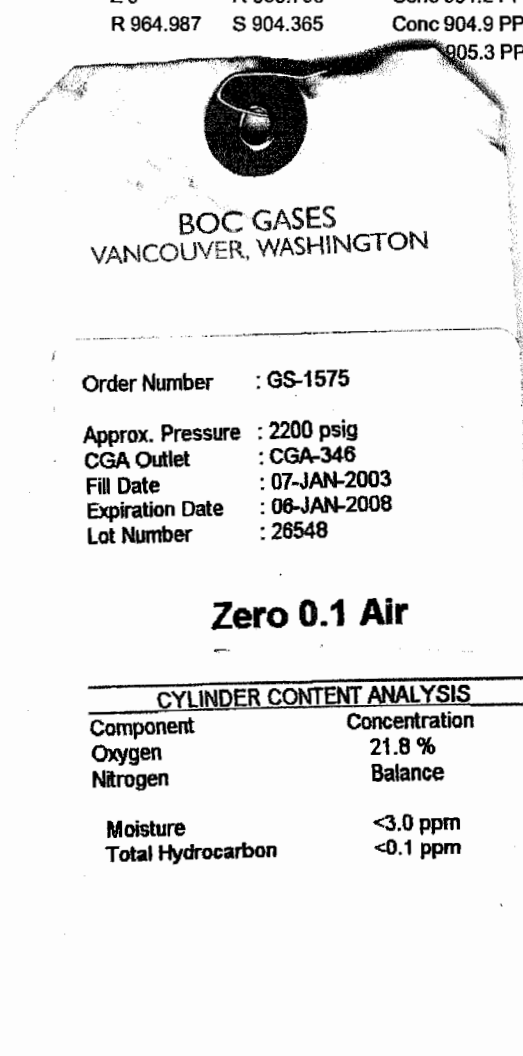 R 964.987 S 904.365 Conc 904.9 PP
905.3 PP
BOC GASES
VANCOUVER, WASHINGTON
Order Number : GS-1575
Approx. Pressure : 2200 psig
CGA Outlet : CGA-346
Fill Date : 07-JAN-2003
Expiration Date : 06-JAN-2008
Lot Number : 26548
Zero 0.1 Air
CYLINDER CONTENT ANALYSIS
Component Concentration
Oxygen 21.8 %
Nitrogen Balance
Moisture <3.0 ppm
Total Hydrocarbon <0.1 ppm